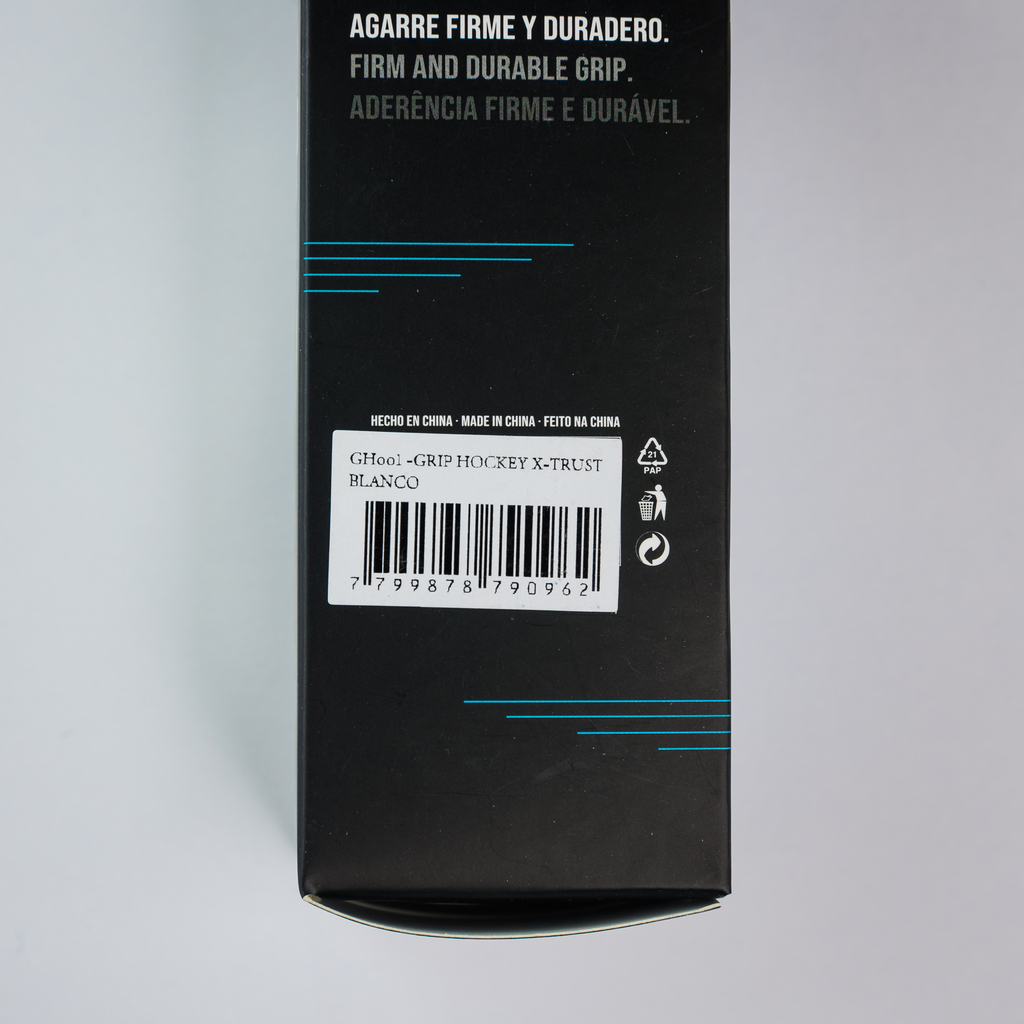 AGARRE FIRME Y DURADERO.
FIRM AND DURABLE GRIP.
ADERÊNCIA FIRME E DURÁVEL.
HECHO EN CHINA · MADE IN CHINA · FEITO NA CHINA
GH001 -GRIP HOCKEY X-TRUST
BLANCO
7 799878 790962
21
PAP